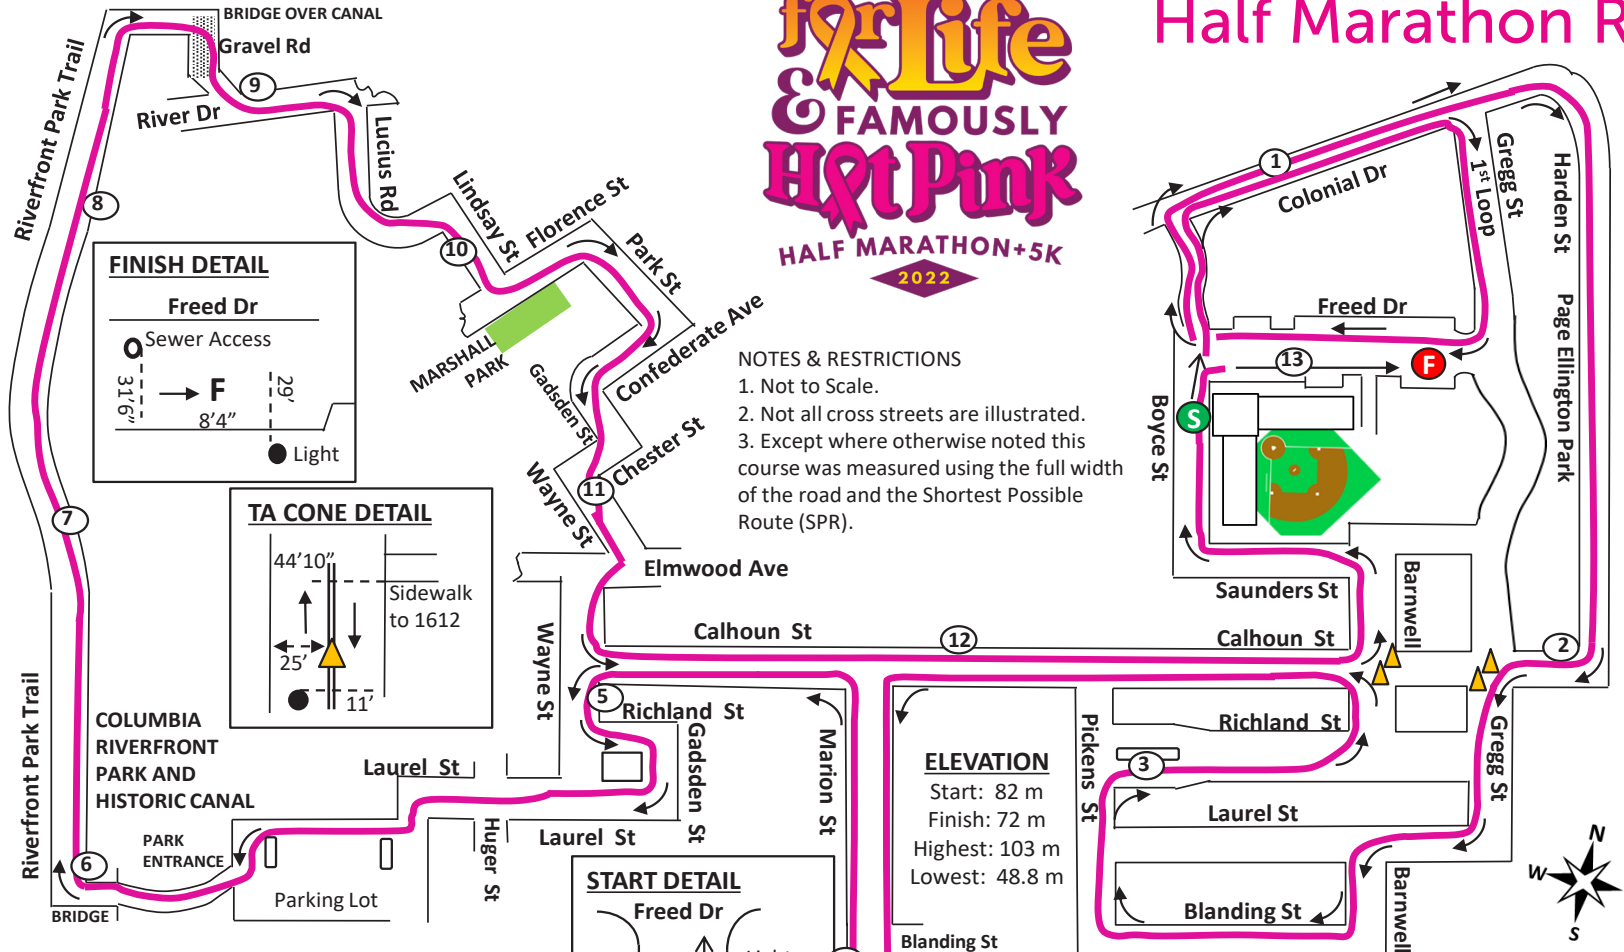 for Life
& FAMOUSLY
Hot Pink
HALF MARATHON+5K
2022
Half Marathon R
BRIDGE OVER CANAL
Gravel Rd
9
River Dr
Riverfront Park Trail
Lucius Rd
8
Lindsay St
10
Florence St
Park St
MARSHALL
PARK
Confederate Ave
Gadsden St
Chester St
11
Wayne St
Elmwood Ave
FINISH DETAIL
Freed Dr
Sewer Access
31'6”
F
8’4”
29’
Light
7
TA CONE DETAIL
44’10”
Sidewalk
to 1612
25’
11’
NOTES & RESTRICTIONS
1. Not to Scale.
2. Not all cross streets are illustrated.
3. Except where otherwise noted this
course was measured using the full width
of the road and the Shortest Possible
Route (SPR).
1
Colonial Dr
1st Loop
Gregg St
Harden St
Freed Dr
13
F
S
Boyce St
Page Ellington Park
Saunders St
Barnwell
Calhoun St
12
Calhoun St
2
Wayne St
5
Richland St
Gadsden St
Marion St
Pickens St
Richland St
3
Laurel St
Gregg St
Blanding St
Barnwell
ELEVATION
Start: 82 m
Finish: 72 m
Highest: 103 m
Lowest: 48.8 m
Blanding St
Riverfront Park Trail
COLUMBIA
RIVERFRONT
PARK AND
HISTORIC CANAL
Laurel St
PARK
ENTRANCE
6
BRIDGE
Parking Lot
Huger St
Laurel St
START DETAIL
Freed Dr
N
W
S